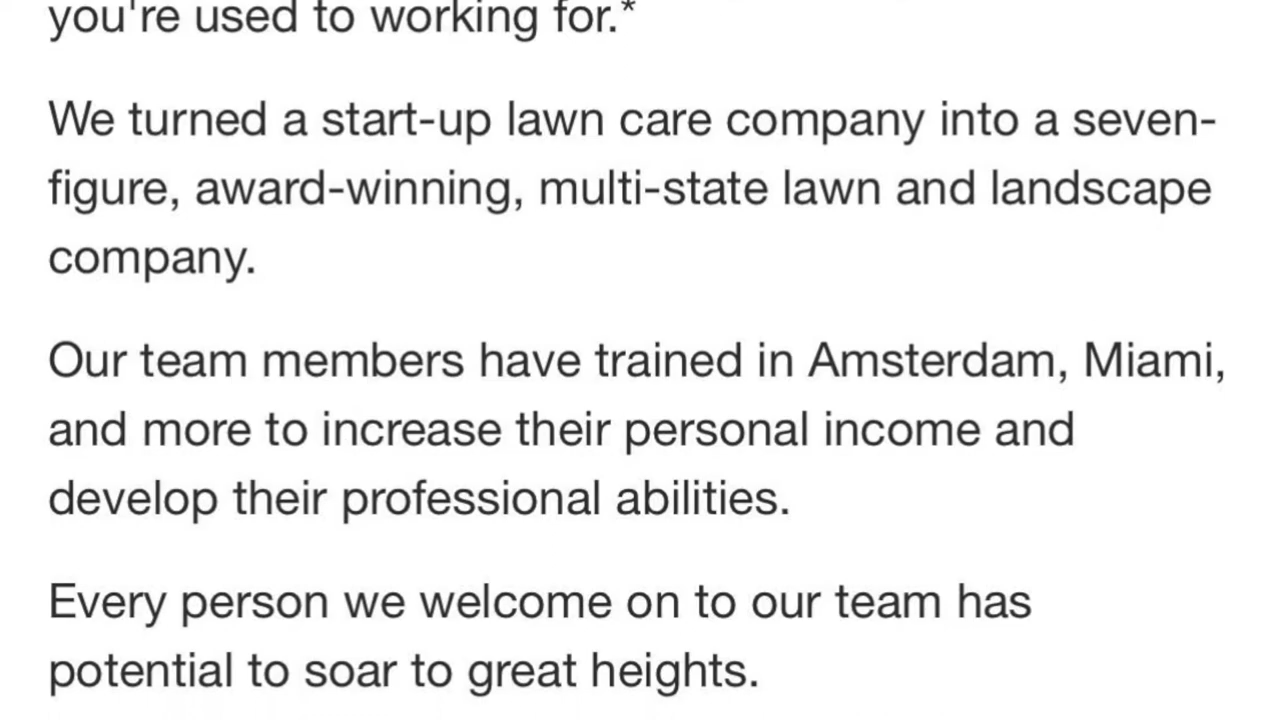 you're used to working for.*
We turned a start-up lawn care company into a seven-
figure, award-winning, multi-state lawn and landscape
company.
Our team members have trained in Amsterdam, Miami,
and more to increase their personal income and
develop their professional abilities.
Every person we welcome on to our team has
potential to soar to great heights.